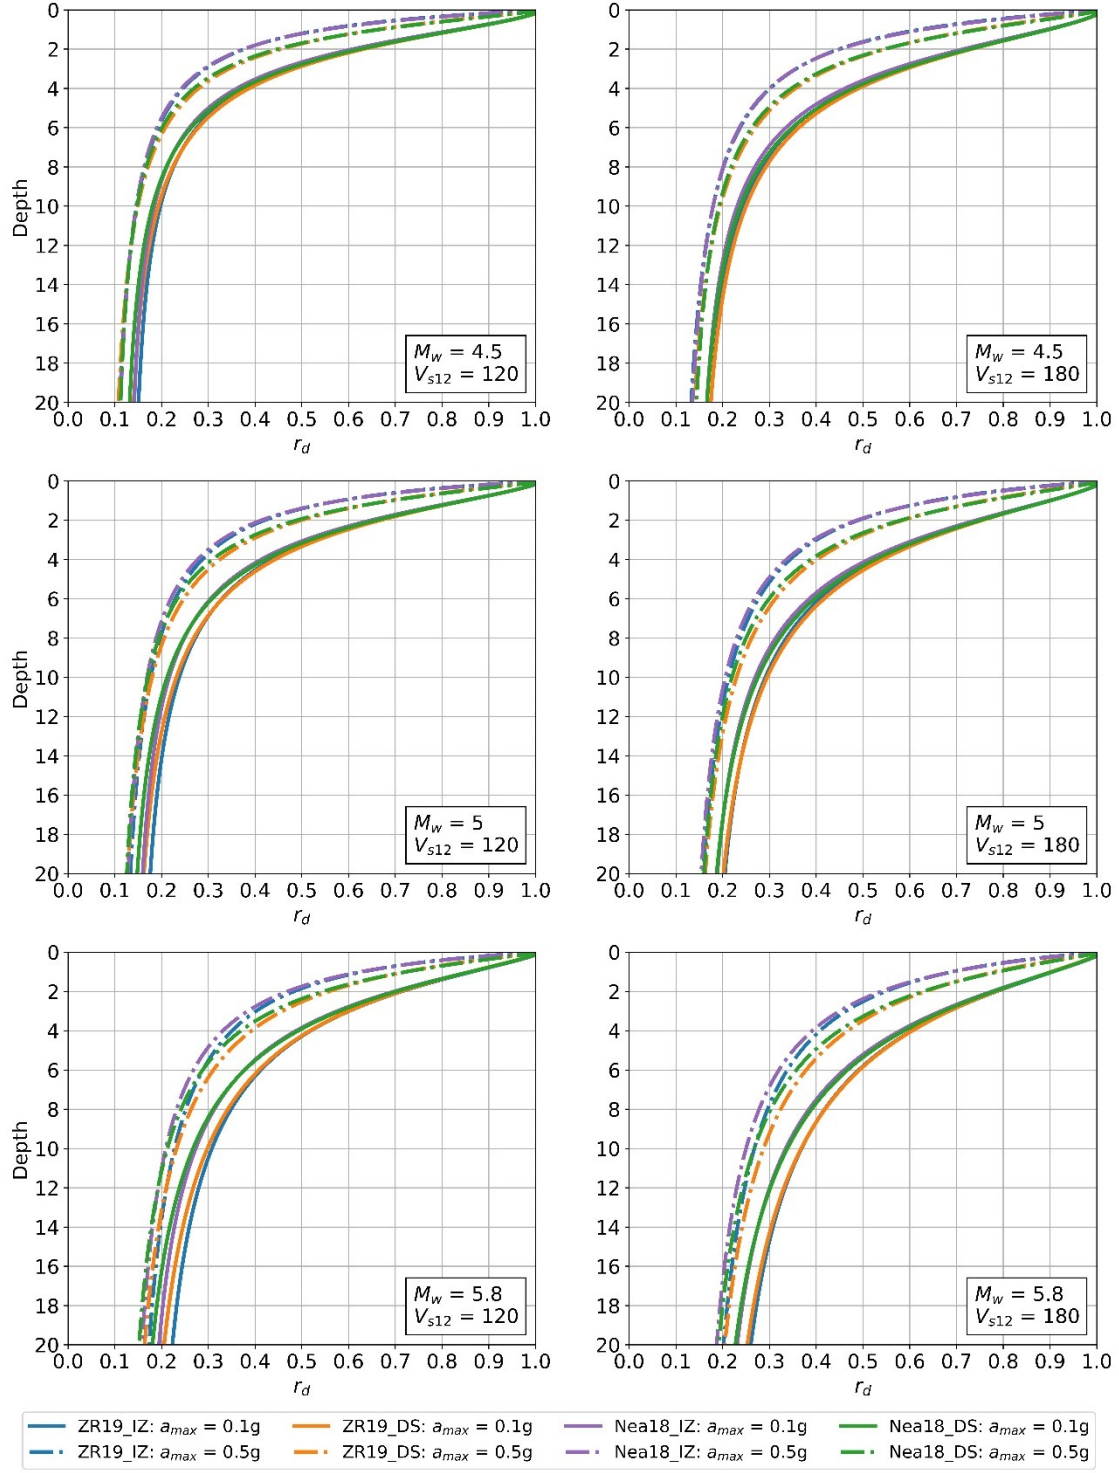 0
2
4
6
8
10
12
14
16
18
20
Depth
0.0 0.1 0.2 0.3 0.4 0.5 0.6 0.7 0.8 0.9 1.0
r_d
M_w = 4.5
V_s12 = 120
0
2
4
6
8
10
12
14
16
18
20
0.0 0.1 0.2 0.3 0.4 0.5 0.6 0.7 0.8 0.9 1.0
r_d
M_w = 4.5
V_s12 = 180
0
2
4
6
8
10
12
14
16
18
20
Depth
0.0 0.1 0.2 0.3 0.4 0.5 0.6 0.7 0.8 0.9 1.0
r_d
M_w = 5
V_s12 = 120
0
2
4
6
8
10
12
14
16
18
20
0.0 0.1 0.2 0.3 0.4 0.5 0.6 0.7 0.8 0.9 1.0
r_d
M_w = 5
V_s12 = 180
0
2
4
6
8
10
12
14
16
18
20
Depth
0.0 0.1 0.2 0.3 0.4 0.5 0.6 0.7 0.8 0.9 1.0
r_d
M_w = 5.8
V_s12 = 120
0
2
4
6
8
10
12
14
16
18
20
0.0 0.1 0.2 0.3 0.4 0.5 0.6 0.7 0.8 0.9 1.0
r_d
M_w = 5.8
V_s12 = 180
ZR19_IZ: a_max = 0.1g ZR19_DS: a_max = 0.1g Nea18_IZ: a_max = 0.1g Nea18_DS: a_max = 0.1g
ZR19_IZ: a_max = 0.5g ZR19_DS: a_max = 0.5g Nea18_IZ: a_max = 0.5g Nea18_DS: a_max = 0.5g